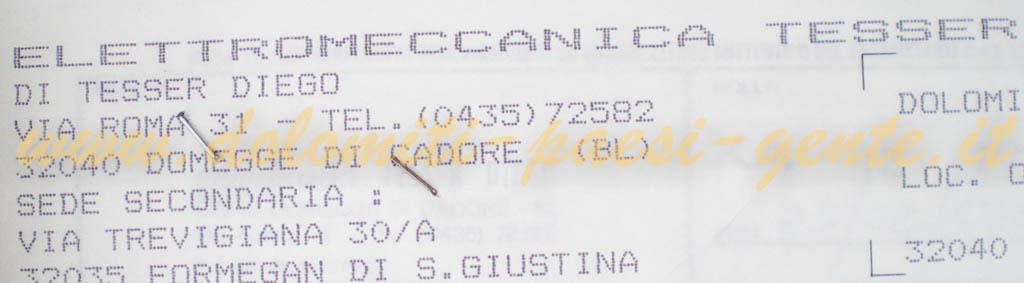 ELETTROMECCANICA TESSER
DI TESSER DIEGO
VIA ROMA 31 - TEL.(0435)72582
32040 DOMEGGE DI CADORE (BL)
SEDE SECONDARIA :
VIA TREVIGIANA 30/A
32035 FORMEGAN DI S.GIUSTINA
DOLOMI
LOC.
32040
www.dolomiti-paesi-gente.it